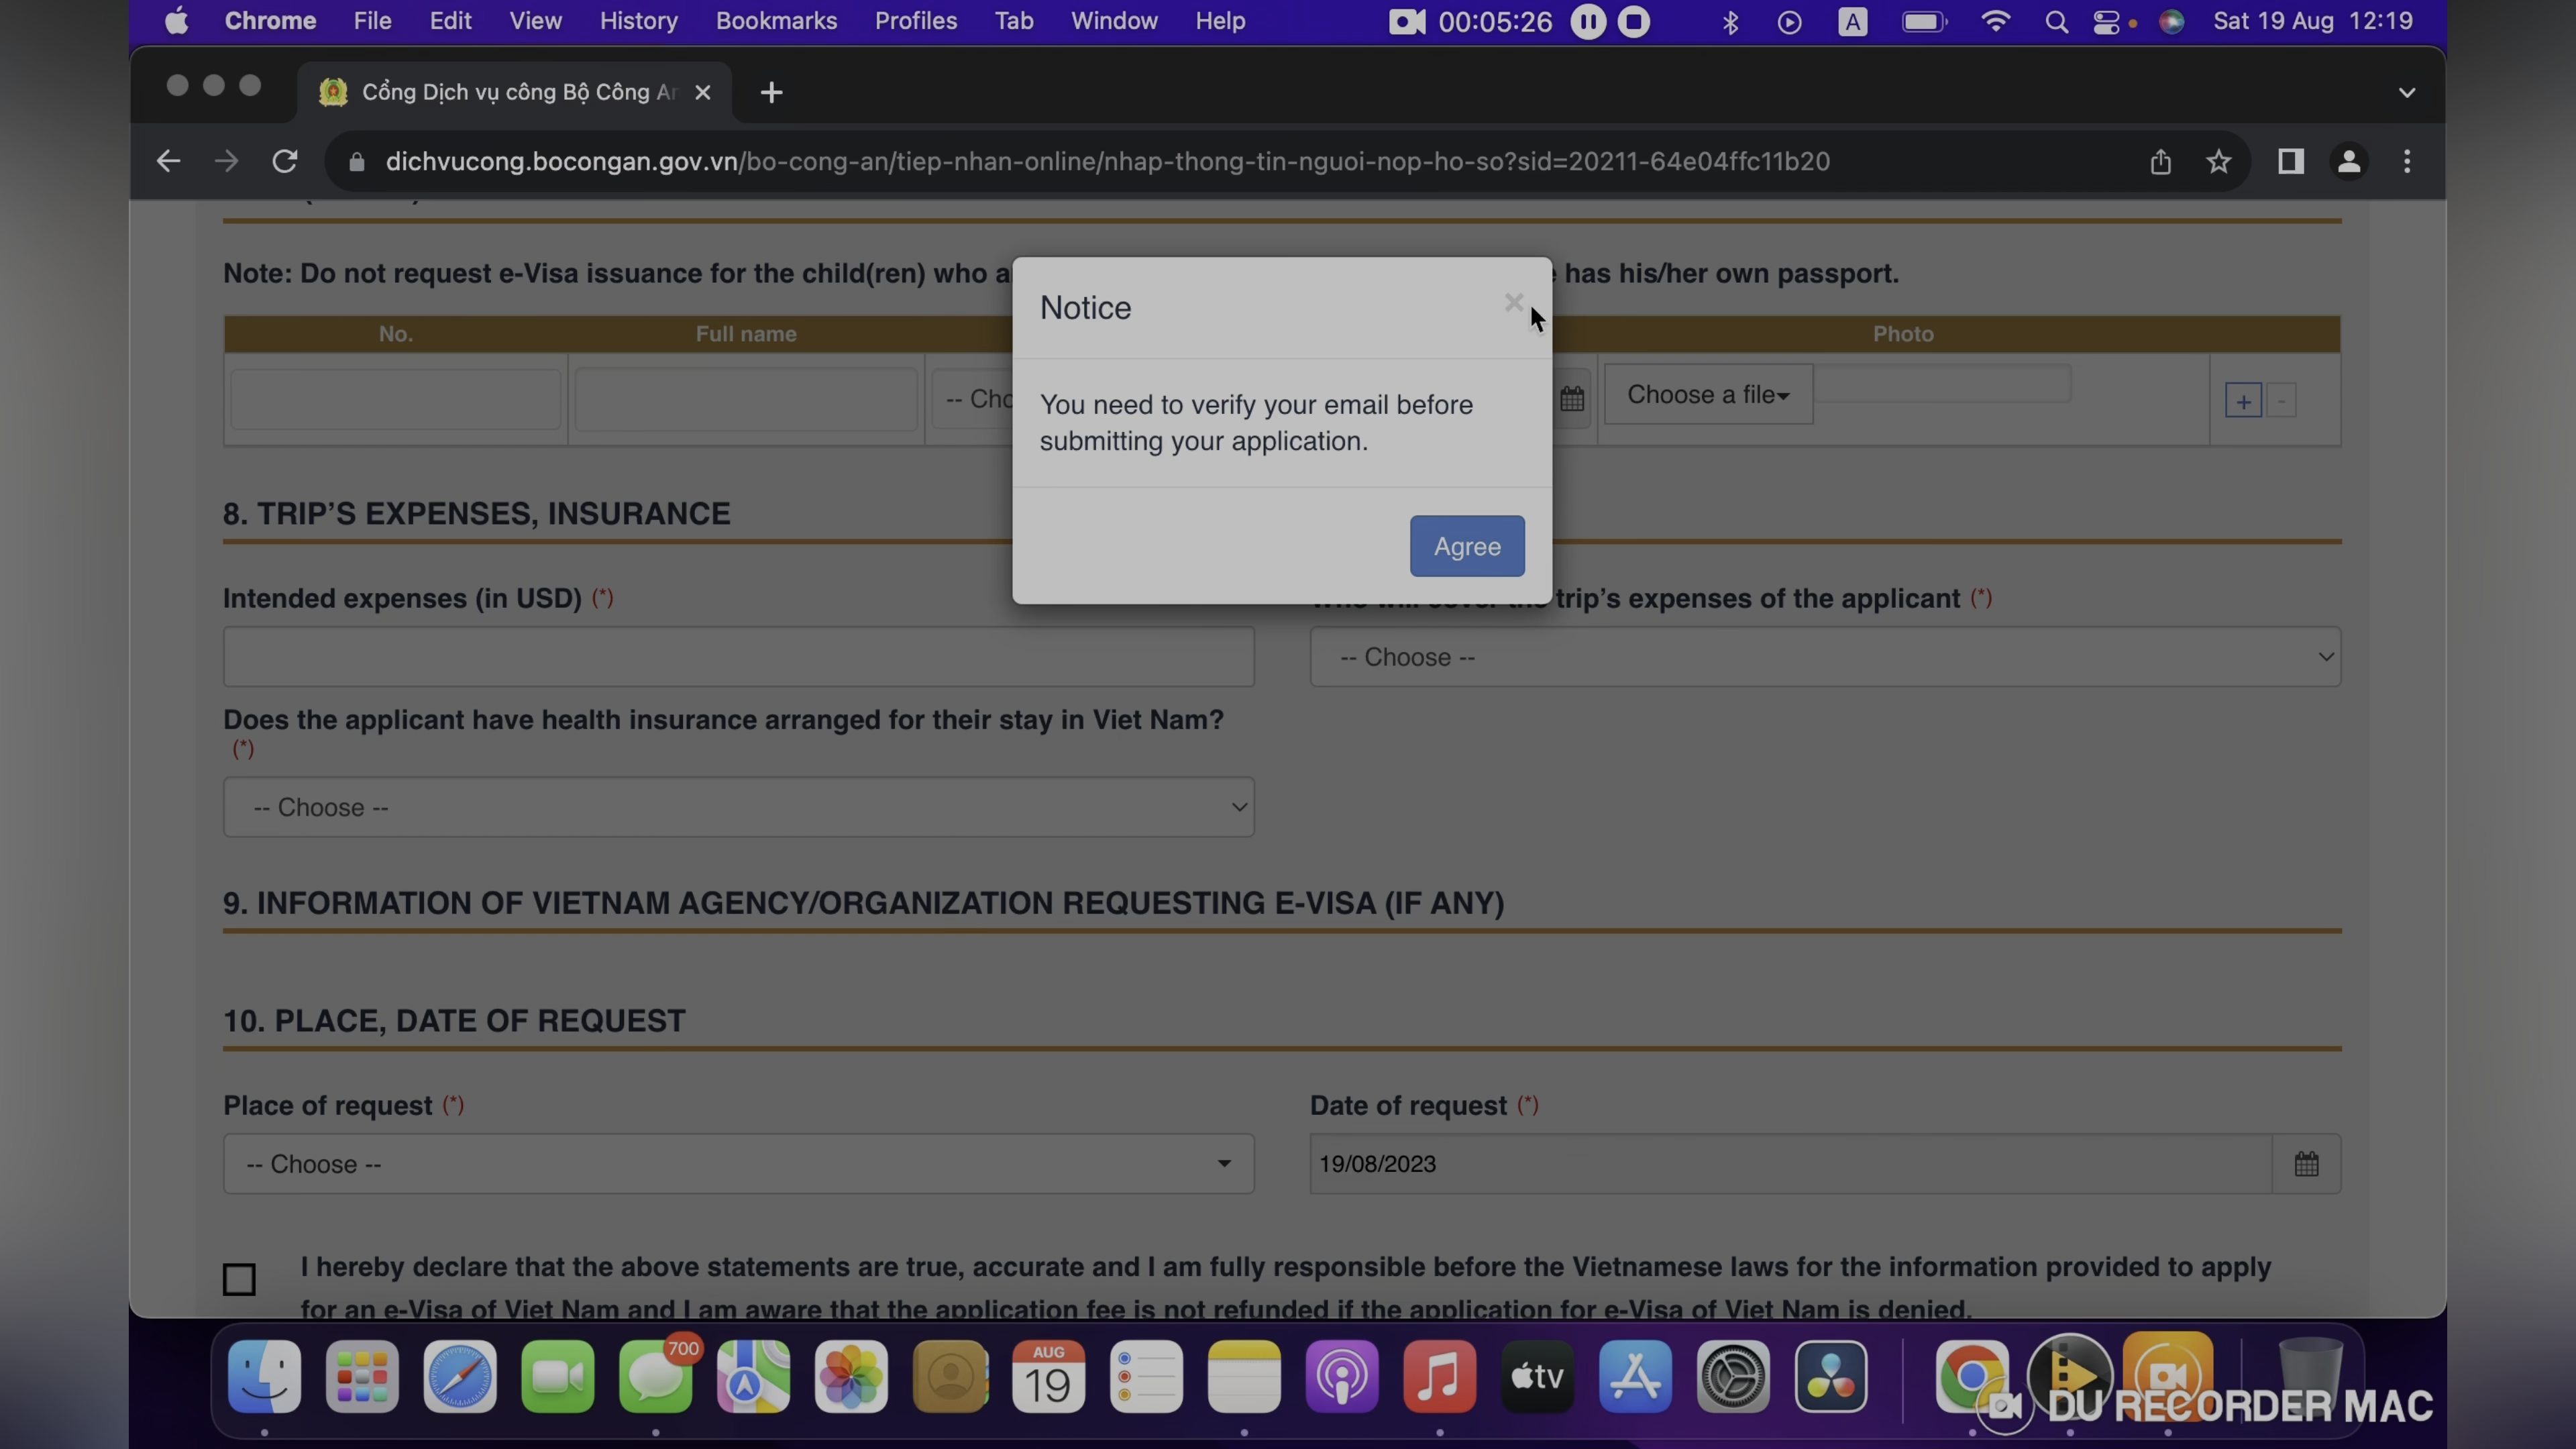 Chrome File Edit View History Bookmarks Profiles Tab Window Help 00:05:26 A Sat 19 Aug 12:19
Cổng Dịch vụ công Bộ Công
dichvucong.bocongan.gov.vn/bo-cong-an/tiep-nhan-online/nhap-thong-tin-nguoi-nop-ho-so?sid=20211-64e04ffc11b20
Note: Do not request e-Visa issuance for the child(ren) who has his/her own passport.
No. Full name Photo
-- Cho Choose a file + -
Notice ×
You need to verify your email before
submitting your application.
Agree
8. TRIP’S EXPENSES, INSURANCE
Intended expenses (in USD) (*) trip’s expenses of the applicant (*)
-- Choose --
Does the applicant have health insurance arranged for their stay in Viet Nam?
(*)
-- Choose --
9. INFORMATION OF VIETNAM AGENCY/ORGANIZATION REQUESTING E-VISA (IF ANY)
10. PLACE, DATE OF REQUEST
Place of request (*) Date of request (*)
-- Choose -- 19/08/2023
I hereby declare that the above statements are true, accurate and I am fully responsible before the Vietnamese laws for the information provided to apply
for an e-Visa of Viet Nam and I am aware that the application fee is not refunded if the application for e-Visa of Viet Nam is denied.
700 AUG
19 tv
DU RECORDER MAC